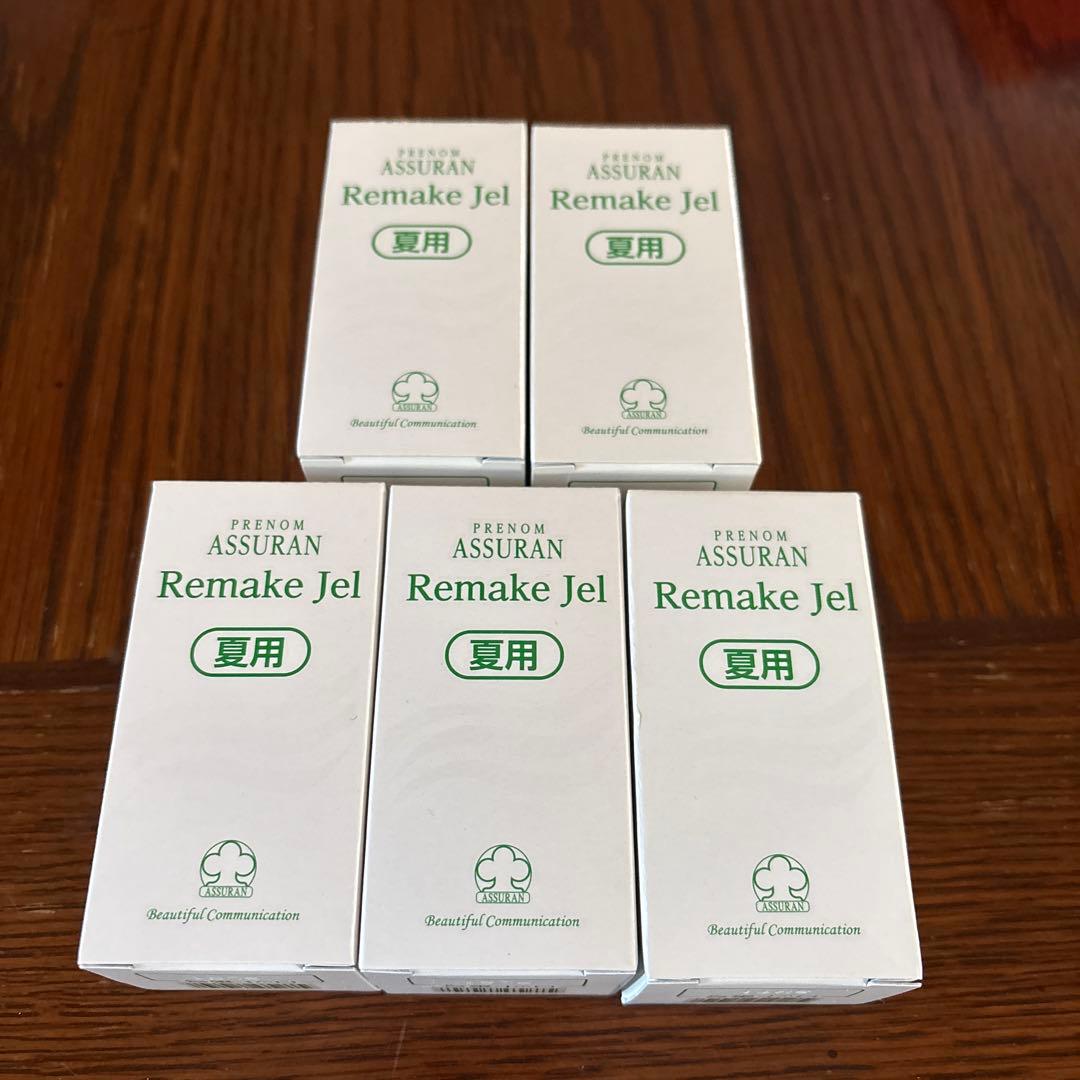 PRENOM
ASSURAN
Remake Jel
夏用
ASSURAN
Beautiful Communication
PRENOM
ASSURAN
Remake Jel
夏用
ASSURAN
Beautiful Communication
PRENOM
ASSURAN
Remake Jel
夏用
ASSURAN
Beautiful Communication
PRENOM
ASSURAN
Remake Jel
夏用
ASSURAN
Beautiful Communication
PRENOM
ASSURAN
Remake Jel
夏用
ASSURAN
Beautiful Communication